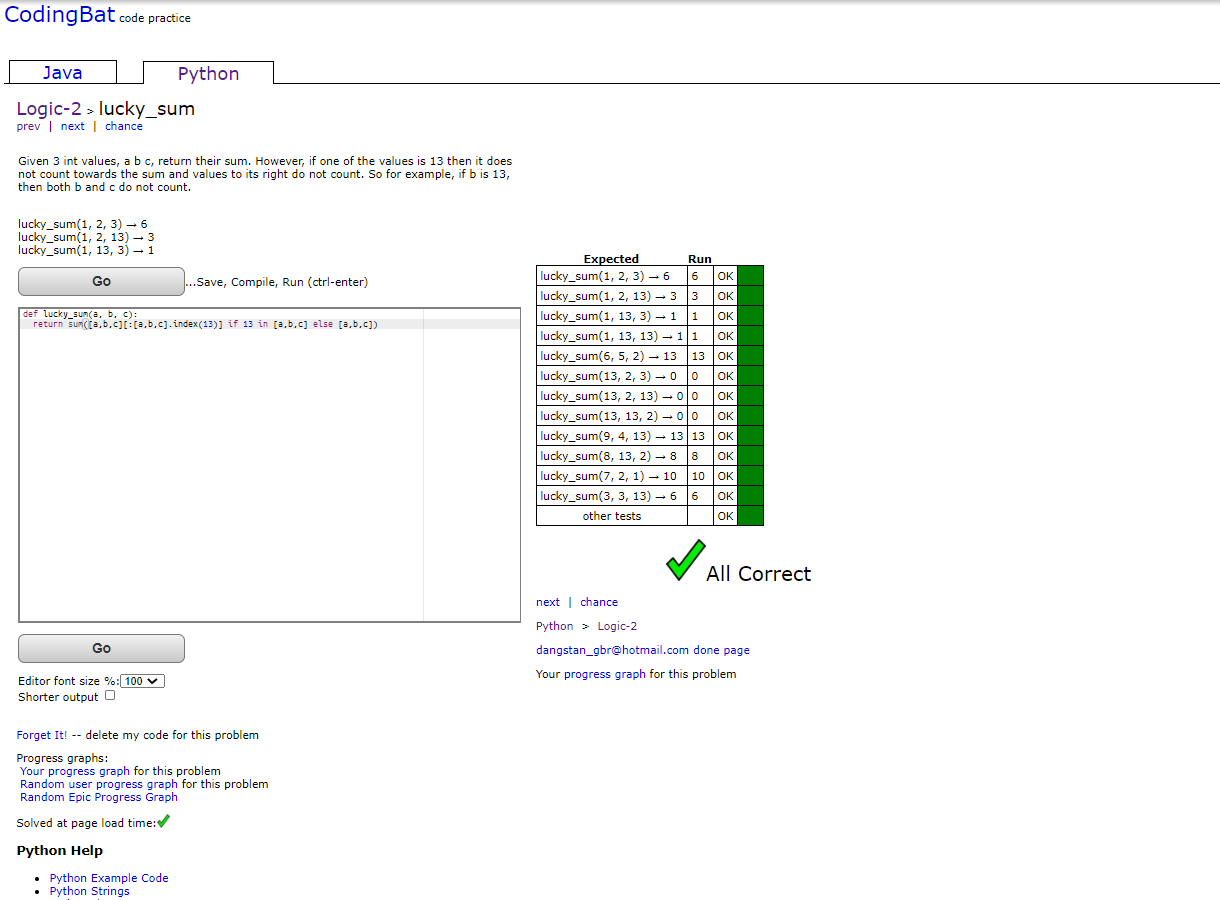 CodingBat code practice
Java
Python
Logic-2 > lucky_sum
prev | next | chance
Given 3 int values, a b c, return their sum. However, if one of the values is 13 then it does
not count towards the sum and values to its right do not count. So for example, if b is 13,
then both b and c do not count.
lucky_sum(1, 2, 3) → 6
lucky_sum(1, 2, 13) → 3
lucky_sum(1, 13, 3) → 1
Go
...Save, Compile, Run (ctrl-enter)
def lucky_sum(a, b, c):
  return sum([a,b,c][:[a,b,c].index(13)] if 13 in [a,b,c] else [a,b,c])
Go
Editor font size %: 100
Shorter output
Forget It! -- delete my code for this problem
Progress graphs:
Your progress graph for this problem
Random user progress graph for this problem
Random Epic Progress Graph
Solved at page load time:
Python Help
Python Example Code
Python Strings
Expected Run
lucky_sum(1, 2, 3) → 6 6 OK
lucky_sum(1, 2, 13) → 3 3 OK
lucky_sum(1, 13, 3) → 1 1 OK
lucky_sum(1, 13, 13) → 1 1 OK
lucky_sum(6, 5, 2) → 13 13 OK
lucky_sum(13, 2, 3) → 0 0 OK
lucky_sum(13, 2, 13) → 0 0 OK
lucky_sum(13, 13, 2) → 0 0 OK
lucky_sum(9, 4, 13) → 13 13 OK
lucky_sum(8, 13, 2) → 8 8 OK
lucky_sum(7, 2, 1) → 10 10 OK
lucky_sum(3, 3, 13) → 6 6 OK
other tests OK
All Correct
next | chance
Python > Logic-2
dangstan_gbr@hotmail.com done page
Your progress graph for this problem